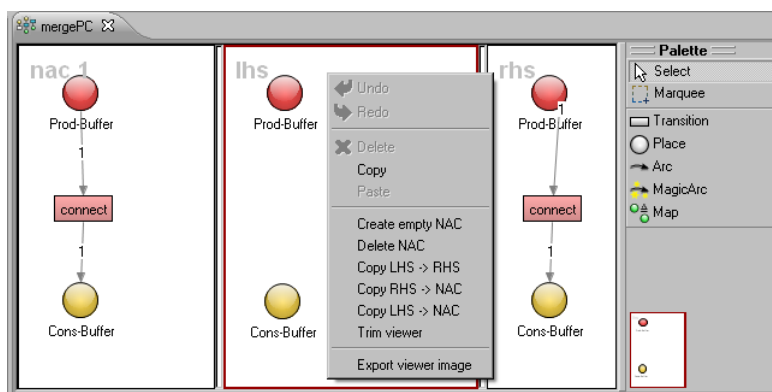 mergePC
nac 1
Prod-Buffer
1
connect
1
Cons-Buffer
lhs
Prod-Buffer
Cons-Buffer
Undo
Redo
Delete
Copy
Paste
Create empty NAC
Delete NAC
Copy LHS -> RHS
Copy RHS -> NAC
Copy LHS -> NAC
Trim viewer
Export viewer image
rhs
1
Prod-Buffer
connect
1
Cons-Buffer
Palette
Select
Marquee
Transition
Place
Arc
MagicArc
Map